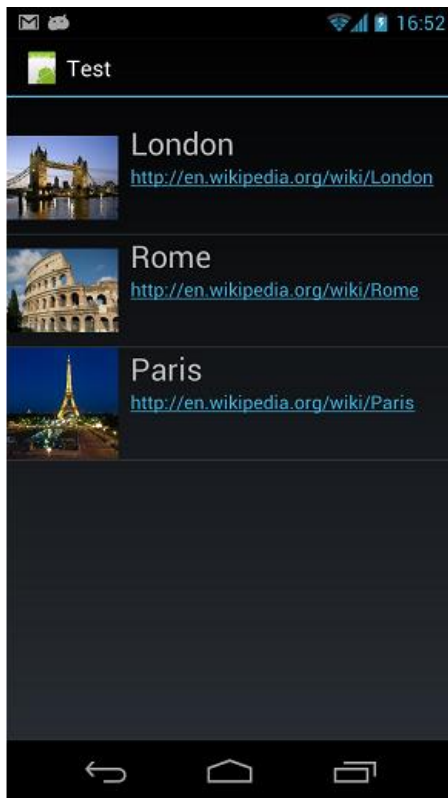 16:52
Test
London
http://en.wikipedia.org/wiki/London
Rome
http://en.wikipedia.org/wiki/Rome
Paris
http://en.wikipedia.org/wiki/Paris